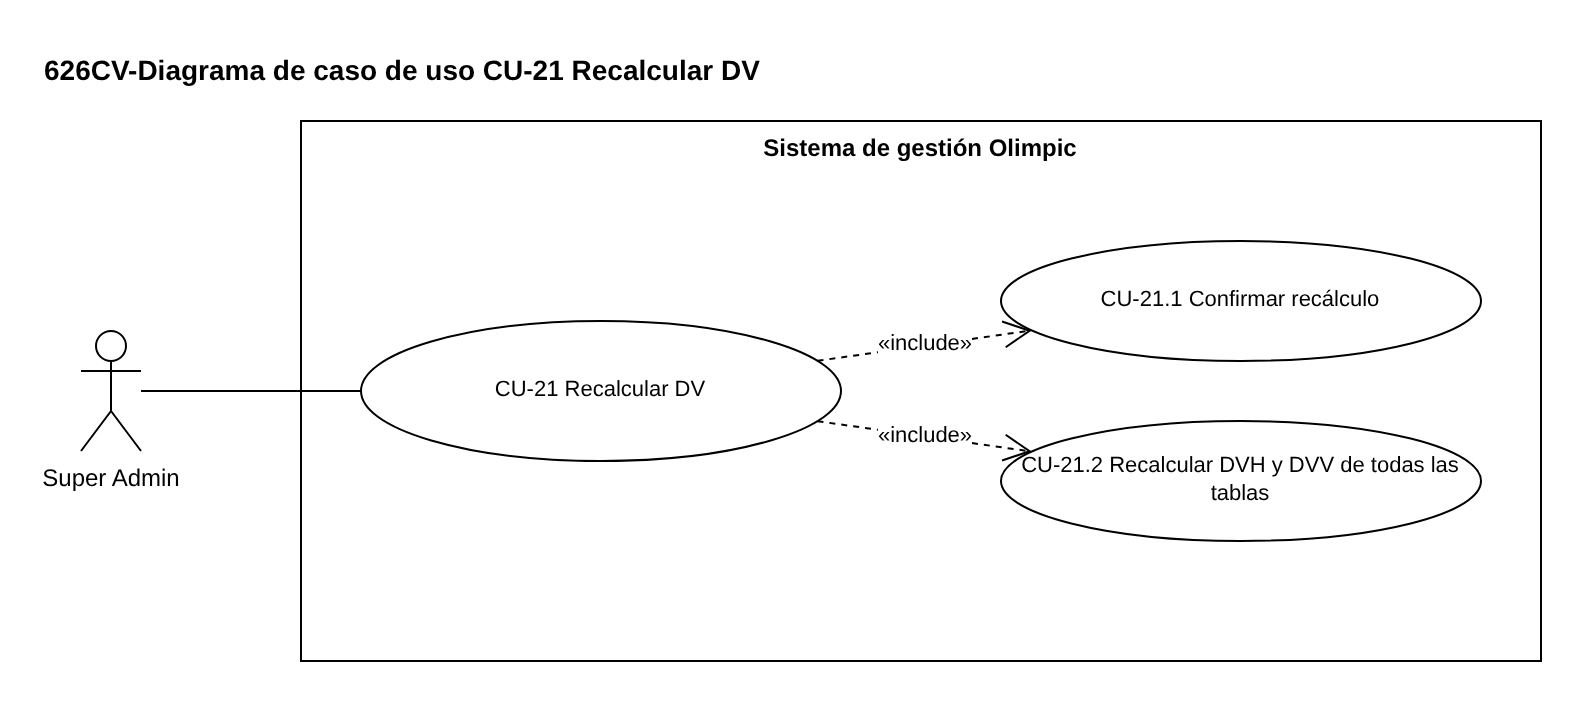 626CV-Diagrama de caso de uso CU-21 Recalcular DV
Sistema de gestión Olimpic
CU-21.1 Confirmar recálculo
«include»
CU-21 Recalcular DV
«include»
CU-21.2 Recalcular DVH y DVV de todas las
tablas
Super Admin